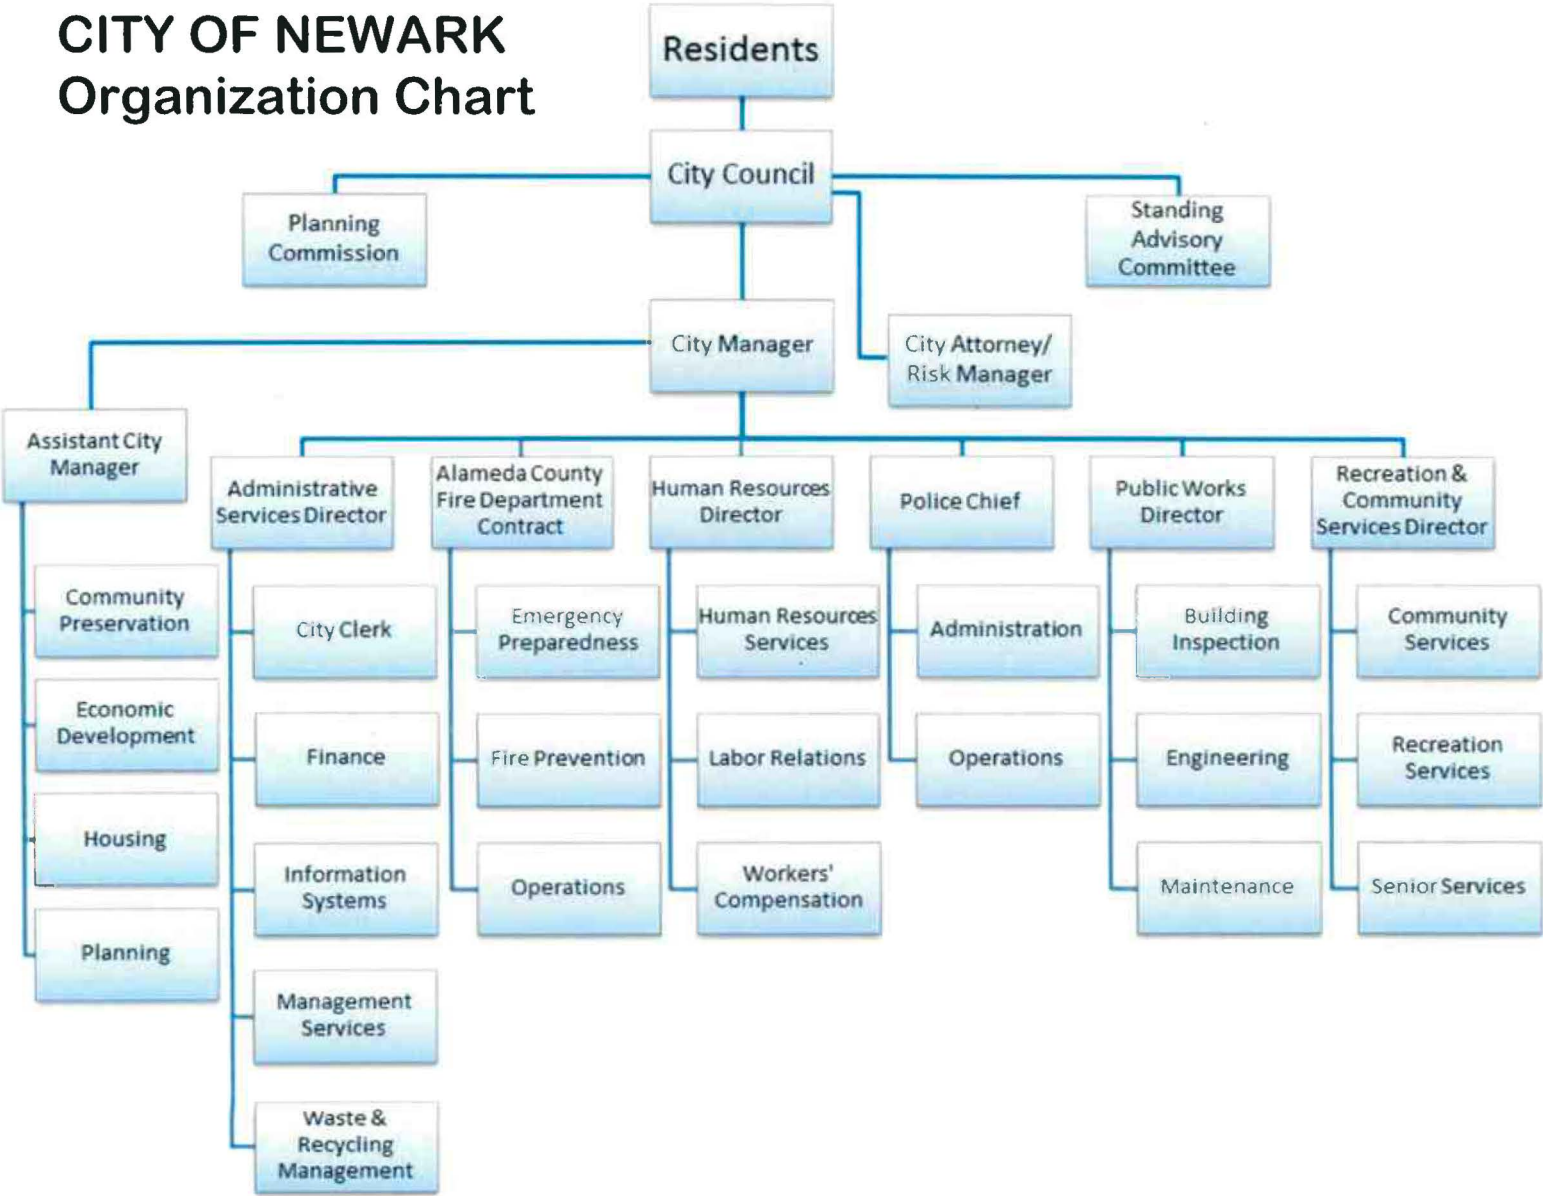 CITY OF NEWARK
Organization Chart
Residents
City Council
Planning
Commission
Standing
Advisory
Committee
City Manager
City Attorney/
Risk Manager
Assistant City
Manager
Administrative
Services Director
Alameda County
Fire Department
Contract
Human Resources
Director
Police Chief
Public Works
Director
Recreation &
Community
Services Director
Community
Preservation
Economic
Development
Housing
Planning
City Clerk
Finance
Information
Systems
Management
Services
Waste &
Recycling
Management
Emergency
Preparedness
Fire Prevention
Operations
Human Resources
Services
Labor Relations
Workers'
Compensation
Administration
Operations
Building
Inspection
Engineering
Maintenance
Community
Services
Recreation
Services
Senior Services